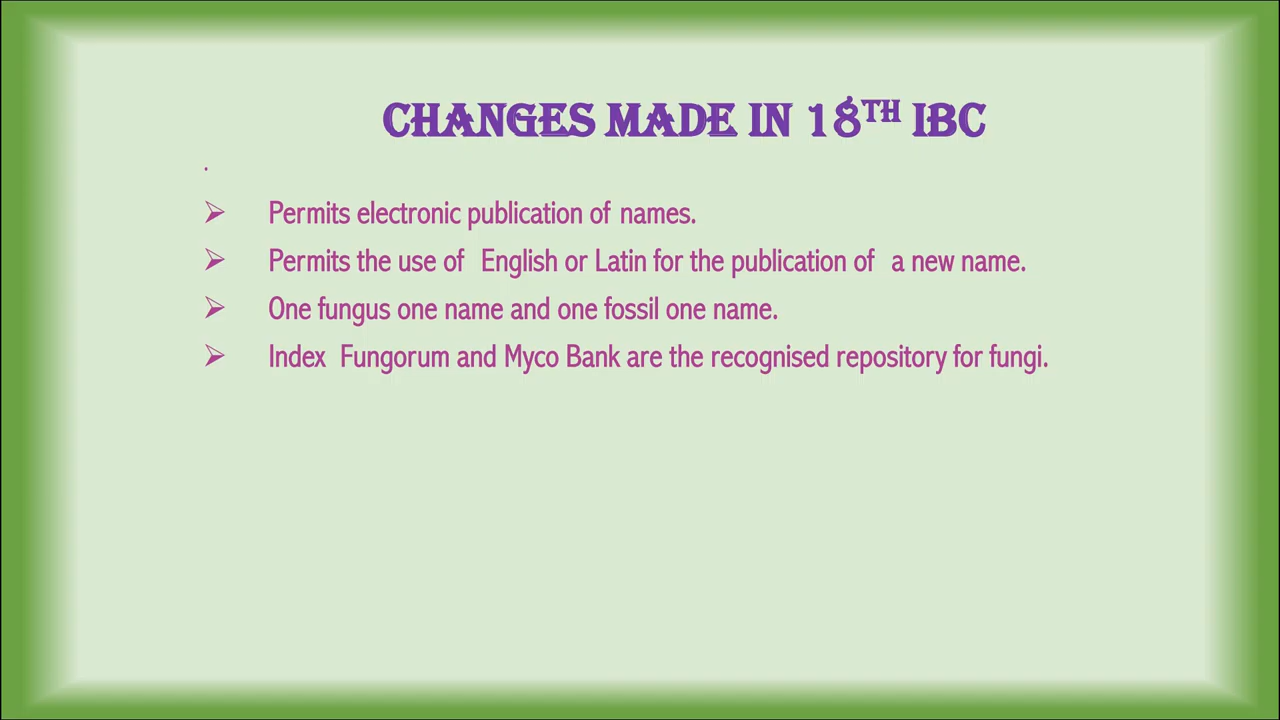 CHANGES MADE IN 18TH IBC
.
➢ Permits electronic publication of names.
➢ Permits the use of English or Latin for the publication of a new name.
➢ One fungus one name and one fossil one name.
➢ Index Fungorum and Myco Bank are the recognised repository for fungi.